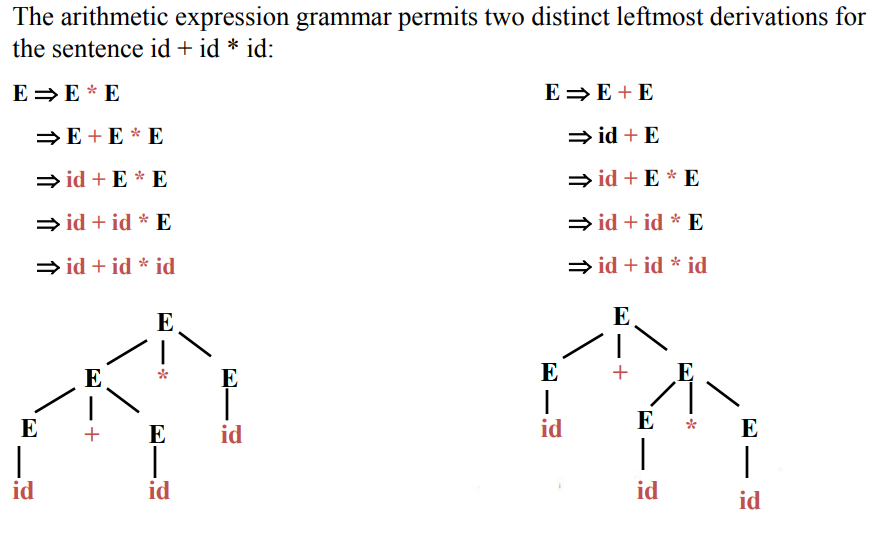 The arithmetic expression grammar permits two distinct leftmost derivations for
the sentence id + id * id:
E ⇒ E * E
⇒ E + E * E
⇒ id + E * E
⇒ id + id * E
⇒ id + id * id
E
E * E
E + E id
id id
E ⇒ E + E
⇒ id + E
⇒ id + E * E
⇒ id + id * E
⇒ id + id * id
E
E + E
id E * E
id id